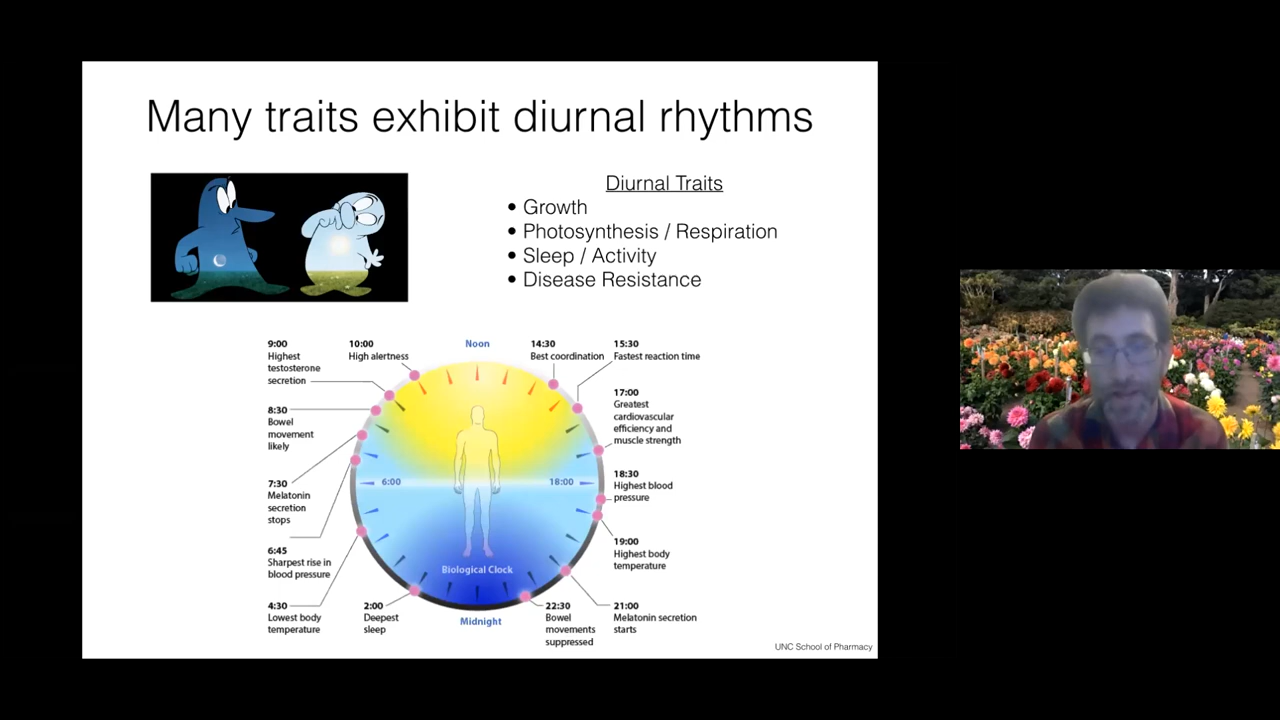 Many traits exhibit diurnal rhythms
Diurnal Traits
• Growth
• Photosynthesis / Respiration
• Sleep / Activity
• Disease Resistance
9:00
Highest
testosterone
secretion
10:00
High alertness
Noon
14:30
Best coordination
15:30
Fastest reaction time
8:30
Bowel
movement
likely
17:00
Greatest
cardiovascular
efficiency and
muscle strength
7:30
Melatonin
secretion
stops
6:00
18:00
18:30
Highest blood
pressure
6:45
Sharpest rise in
blood pressure
19:00
Highest body
temperature
Biological Clock
4:30
Lowest body
temperature
2:00
Deepest
sleep
Midnight
22:30
Bowel
movements
suppressed
21:00
Melatonin secretion
starts
UNC School of Pharmacy